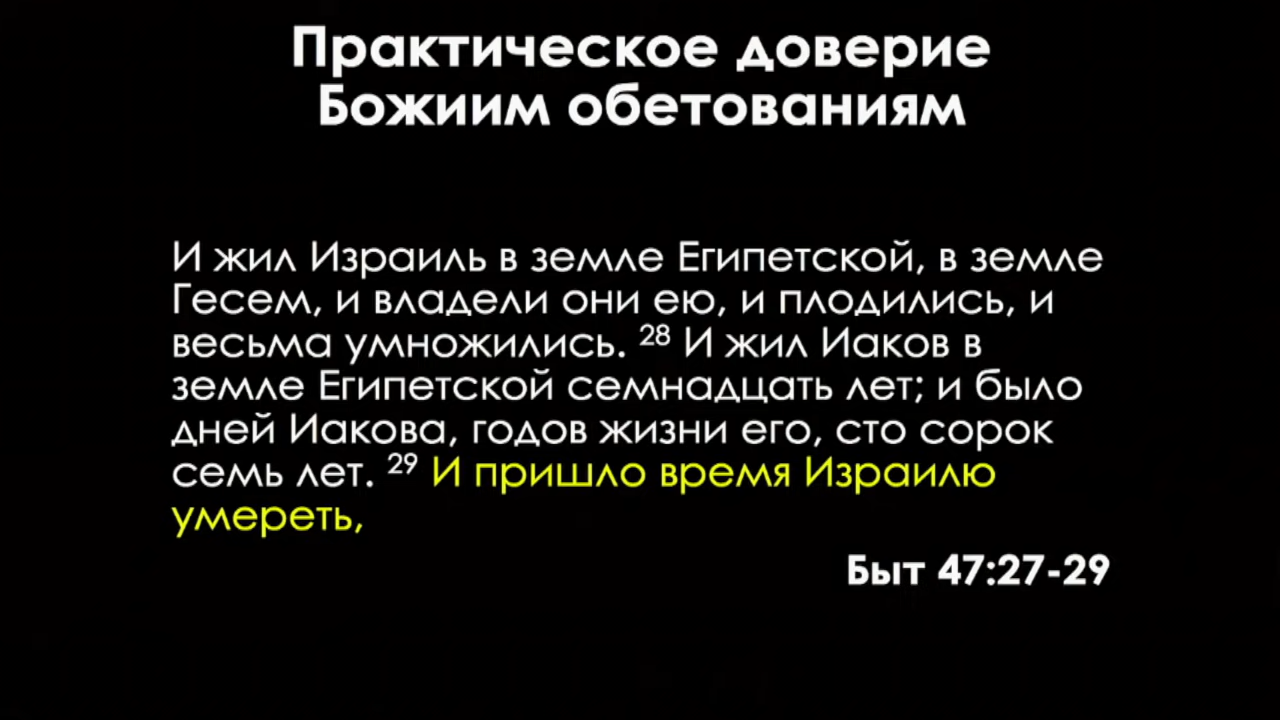 Практическое доверие
Божиим обетованиям
И жил Израиль в земле Египетской, в земле
Гесем, и владели они ею, и плодились, и
весьма умножились. 28 И жил Иаков в
земле Египетской семнадцать лет; и было
дней Иакова, годов жизни его, сто сорок
семь лет. 29 И пришло время Израилю
умереть,
Быт 47:27-29